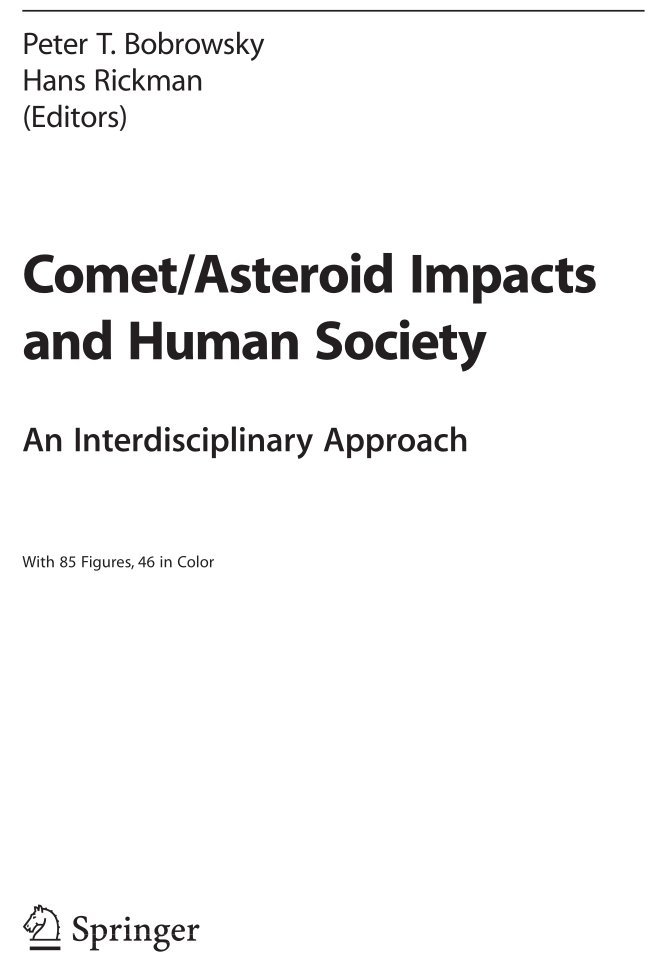 Peter T. Bobrowsky
Hans Rickman
(Editors)
Comet/Asteroid Impacts
and Human Society
An Interdisciplinary Approach
With 85 Figures, 46 in Color
Springer